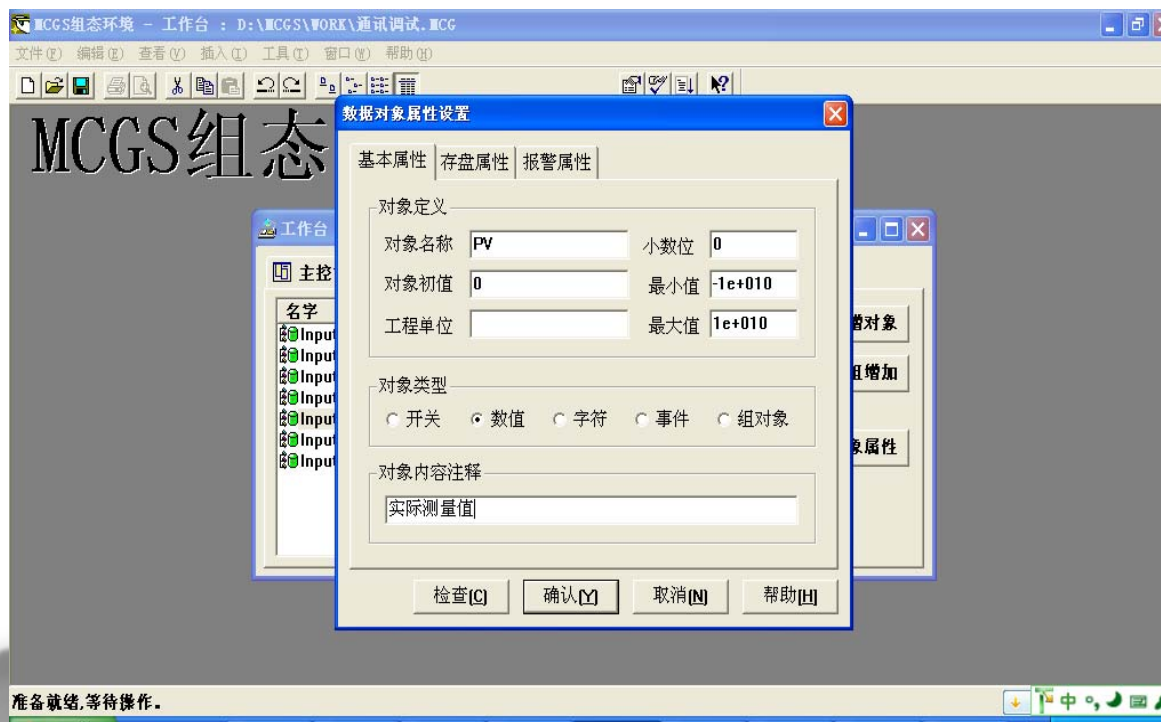 MCGS组态环境 - 工作台 : D:\MCGS\WORK\通讯调试.MCG
文件(F) 编辑(E) 查看(V) 插入(I) 工具(T) 窗口(W) 帮助(H)
MCGS组态
数据对象属性设置
基本属性 存盘属性 报警属性
对象定义
对象名称 PV 小数位 0
对象初值 0 最小值 -1e+010
工程单位 最大值 1e+010
对象类型
开关 数值 字符 事件 组对象
对象内容注释
实际测量值
检查[C] 确认[Y] 取消[N] 帮助[H]
工作台
主控
名字
Input
Input
Input
Input
Input
Input
Input
增对象
组增加
象属性
准备就绪,等待操作。
中